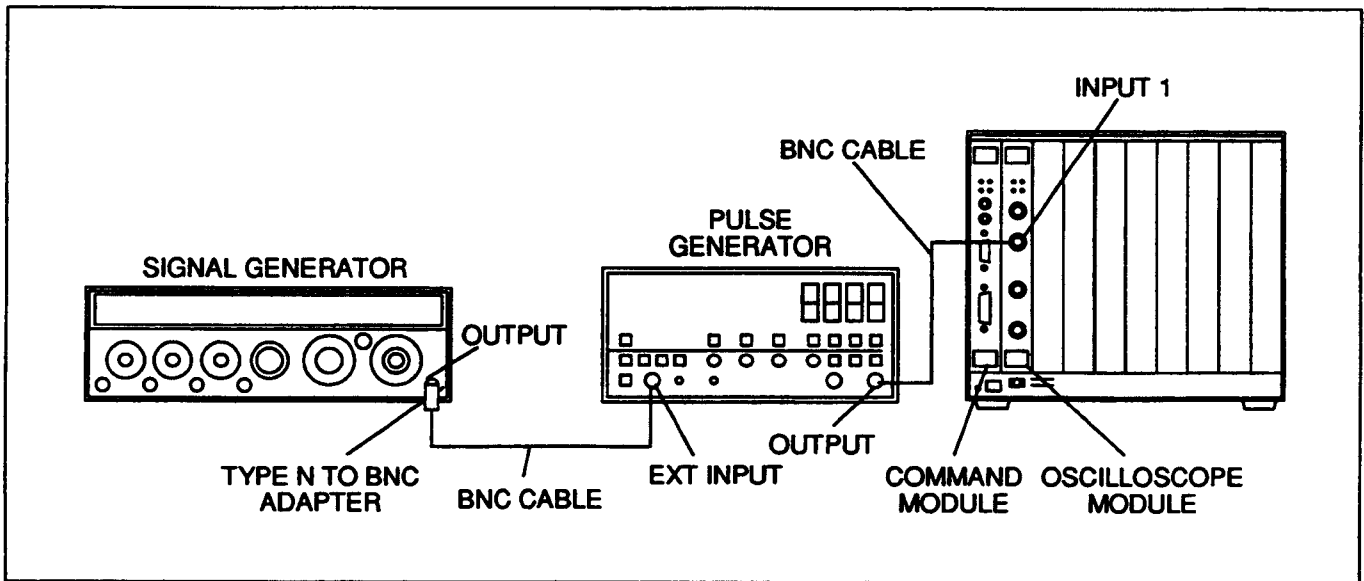 INPUT 1
BNC CABLE
PULSE
GENERATOR
SIGNAL GENERATOR
OUTPUT
TYPE N TO BNC
ADAPTER
BNC CABLE
EXT INPUT
OUTPUT
COMMAND
MODULE
OSCILLOSCOPE
MODULE